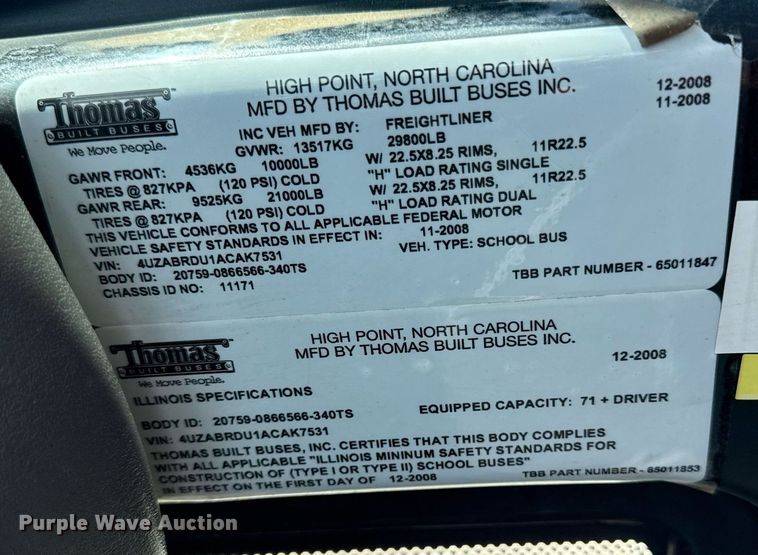 Thomas
BUILT BUSES
We Move People.
HIGH POINT, NORTH CAROLINA 12-2008
MFD BY THOMAS BUILT BUSES INC. 11-2008
INC VEH MFD BY: FREIGHTLINER
GVWR: 13517KG 29800LB
GAWR FRONT: 4536KG 10000LB W/ 22.5X8.25 RIMS, 11R22.5
TIRES @ 827KPA (120 PSI) COLD "H" LOAD RATING SINGLE
GAWR REAR: 9525KG 21000LB W/ 22.5X8.25 RIMS, 11R22.5
TIRES @ 827KPA (120 PSI) COLD "H" LOAD RATING DUAL
THIS VEHICLE CONFORMS TO ALL APPLICABLE FEDERAL MOTOR
VEHICLE SAFETY STANDARDS IN EFFECT IN: 11-2008
VIN: 4UZABRDU1ACAK7531 VEH. TYPE: SCHOOL BUS
BODY ID: 20759-0866566-340TS
CHASSIS ID NO: 11171 TBB PART NUMBER - 65011847
Thomas
BUILT BUSES
We Move People.
HIGH POINT, NORTH CAROLINA
MFD BY THOMAS BUILT BUSES INC. 12-2008
ILLINOIS SPECIFICATIONS
BODY ID: 20759-0866566-340TS EQUIPPED CAPACITY: 71 + DRIVER
VIN: 4UZABRDU1ACAK7531
THOMAS BUILT BUSES, INC. CERTIFIES THAT THIS BODY COMPLIES
WITH ALL APPLICABLE "ILLINOIS MININUM SAFETY STANDARDS FOR
CONSTRUCTION OF (TYPE I OR TYPE II) SCHOOL BUSES"
IN EFFECT ON THE FIRST DAY OF 12-2008 TBB PART NUMBER - 65011853
Purple Wave Auction